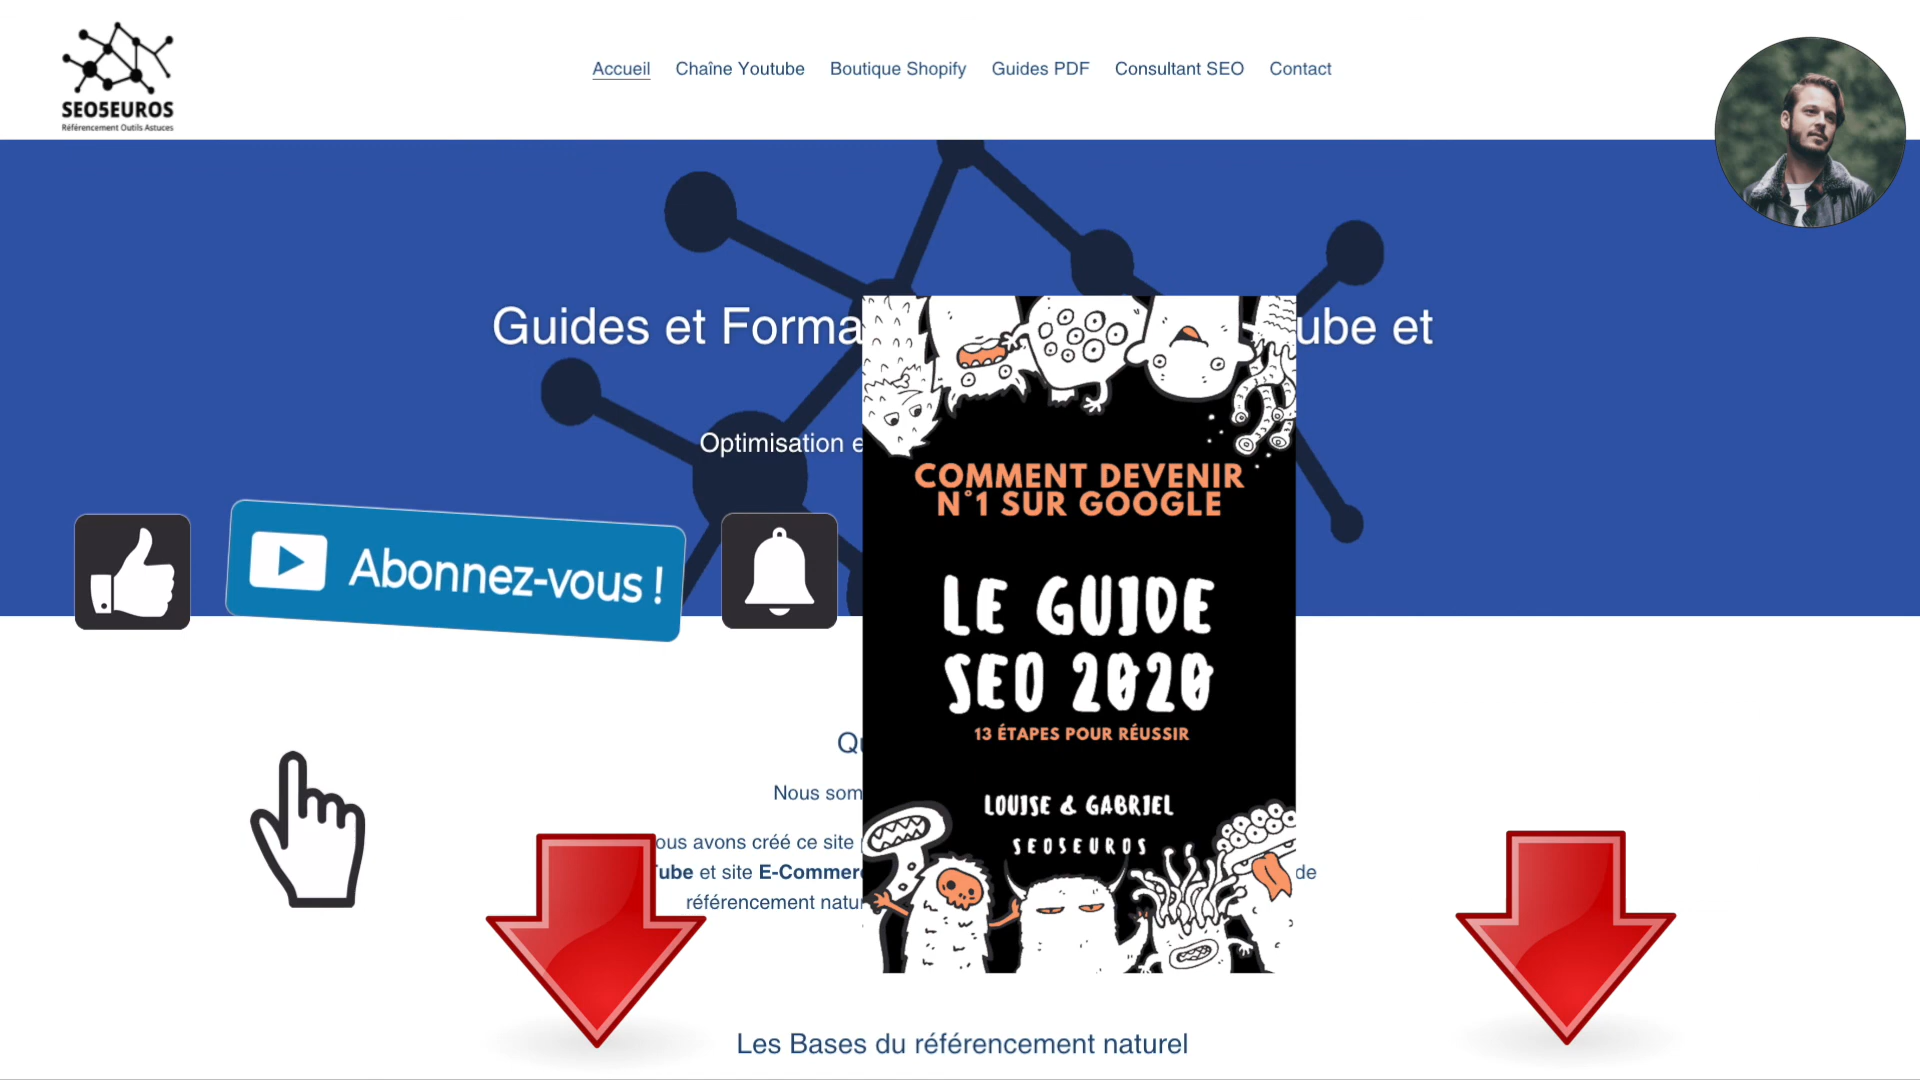 SEO5EUROS
Référencement Outils Astuces
Accueil Chaîne Youtube Boutique Shopify Guides PDF Consultant SEO Contact
Guides et Forma ube et
Optimisation e
Abonnez-vous !
COMMENT DEVENIR
N°1 SUR GOOGLE
LE GUIDE
SEO 2020
13 ÉTAPES POUR RÉUSSIR
LOUISE & GABRIEL
SEO5EUROS
Qu
Nous som
ous avons créé ce site
ube et site E-Commer de
référencement natur
Les Bases du référencement naturel